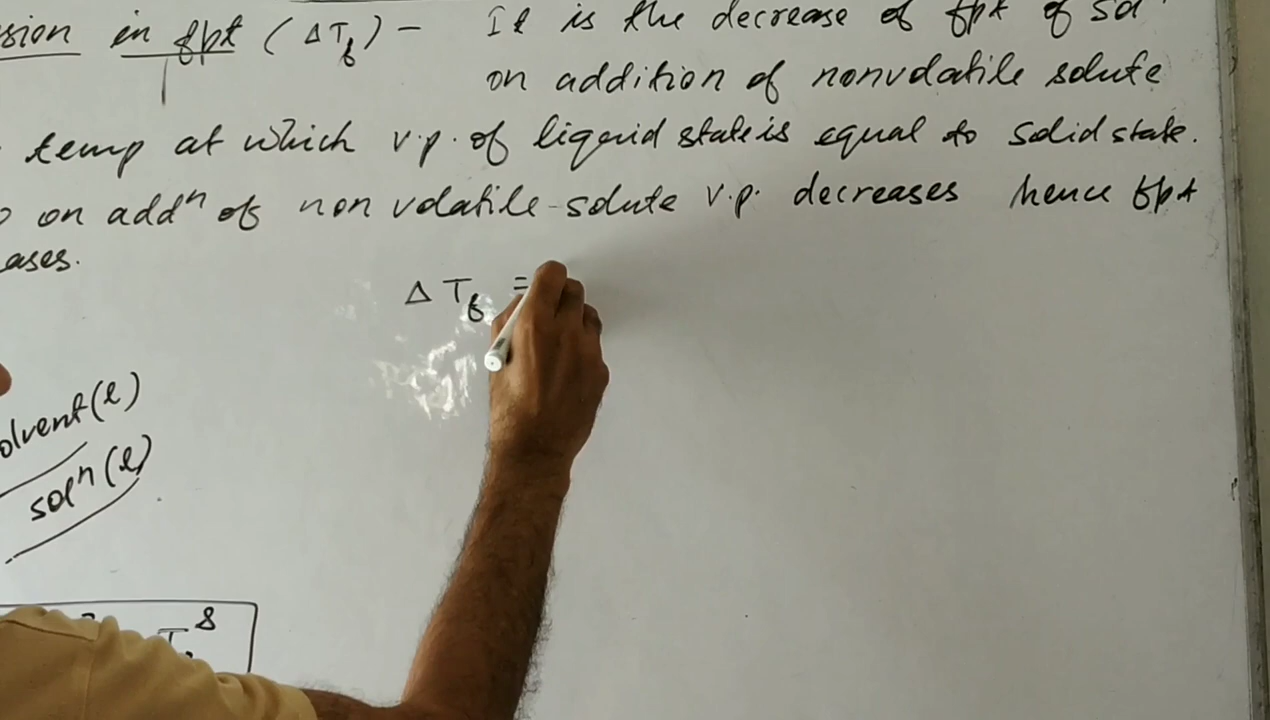 sion in fpt (ΔTf) – It is the decrease of fpt of sol
on addition of nonvolatile solute
temp at which v.p. of liquid state is equal to solid state.
on addn of non volatile solute v.p. decreases hence fpt
ases.
ΔTf =
olvent(l)
soln(l)